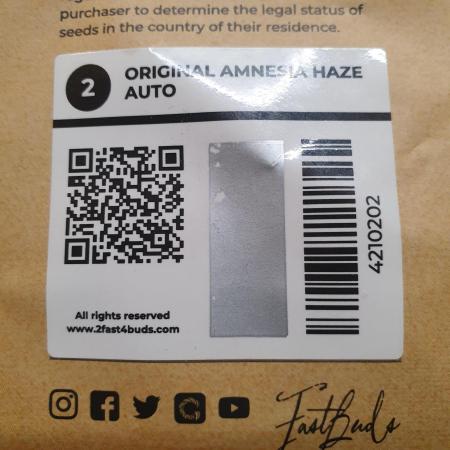 purchaser to determine the legal status of
seeds in the country of their residence.
2
ORIGINAL AMNESIA HAZE
AUTO
4210202
All rights reserved
www.2fast4buds.com
FastBuds